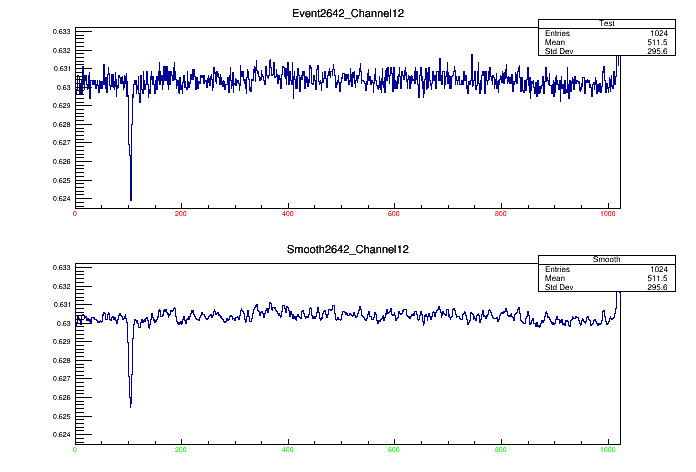 Event2642_Channel12
Test
Entries 1024
Mean 511.5
Std Dev 295.6
0.633
0.632
0.631
0.63
0.629
0.628
0.627
0.626
0.625
0.624
0 200 400 600 800 1000
Smooth2642_Channel12
Smooth
Entries 1024
Mean 511.5
Std Dev 295.6
0.633
0.632
0.631
0.63
0.629
0.628
0.627
0.626
0.625
0.624
0 200 400 600 800 1000